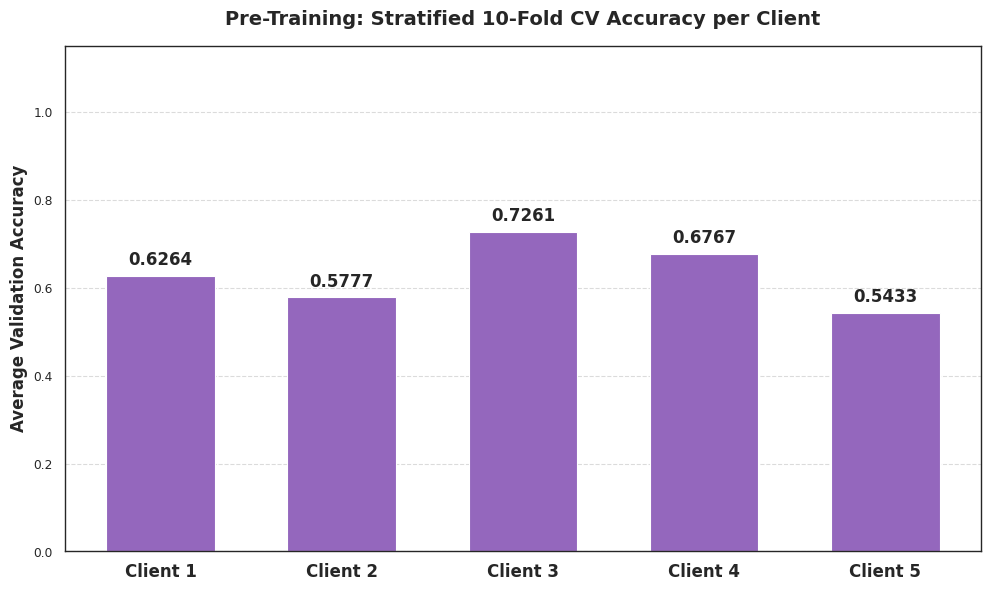 Pre-Training: Stratified 10-Fold CV Accuracy per Client
Average Validation Accuracy
1.0
0.8
0.6
0.4
0.2
0.0
0.6264
0.5777
0.7261
0.6767
0.5433
Client 1
Client 2
Client 3
Client 4
Client 5